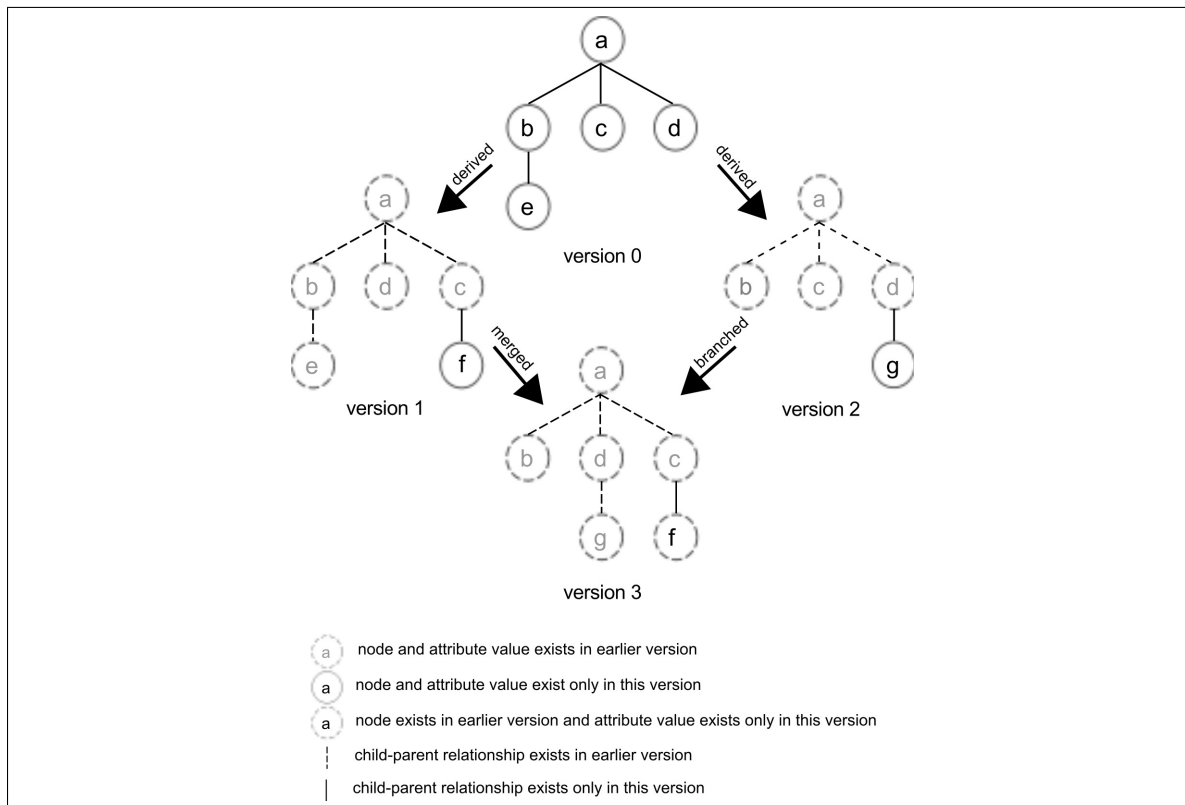 a
b c d
derived derived
e
a a
version 0
b d c b c d
merged branched
e f a g
version 1 version 2
b d c
g f
version 3
a node and attribute value exists in earlier version
a node and attribute value exist only in this version
a node exists in earlier version and attribute value exists only in this version
child-parent relationship exists in earlier version
child-parent relationship exists only in this version